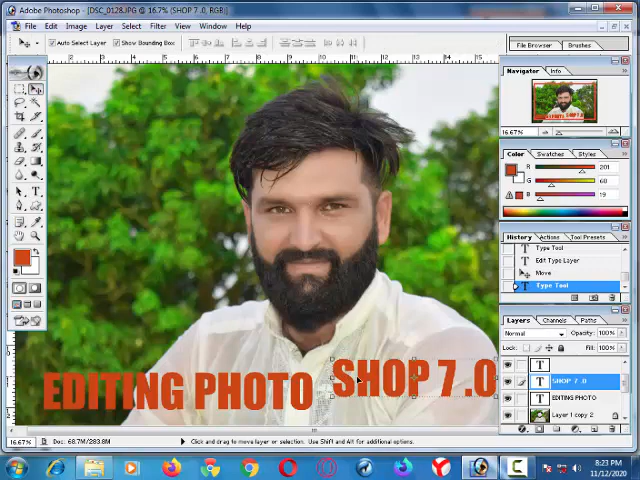 Adobe Photoshop - [DSC_0128.JPG @ 16.7% (SHOP 7 .0, RGB)]
File Edit Image Layer Select Filter View Window Help
Auto Select Layer Show Bounding Box File Browser Brushes
Navigator Info
16.67%
Color Swatches Styles
R 201
G 60
B 19
History Actions Tool Presets
Type Tool
Edit Type Layer
Move
Type Tool
Layers Channels Paths
Normal Opacity: 100%
Lock: Fill: 100%
SHOP 7 .0
EDITING PHOTO
Layer 1 copy 2
EDITING PHOTO SHOP 7 .0
16.67% Doc: 68.7M/283.8M Click and drag to move layer or selection. Use Shift and Alt for additional options.
8:23 PM
11/12/2020